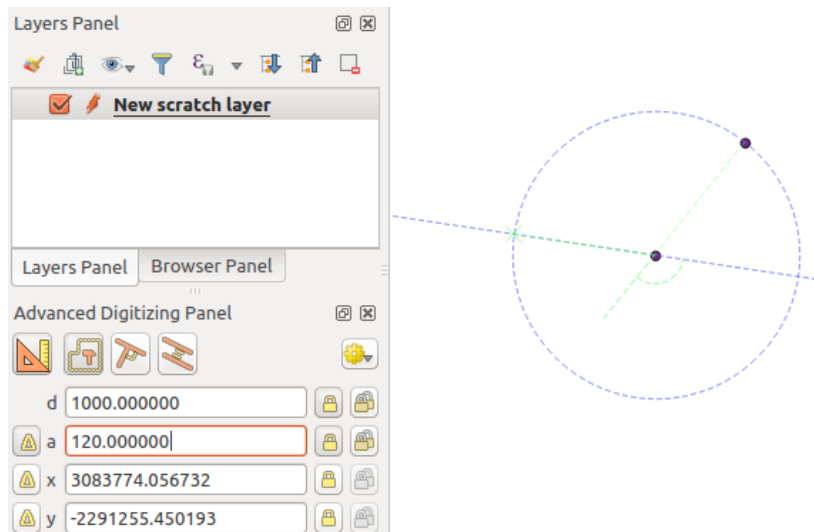 Layers Panel
New scratch layer
Layers Panel Browser Panel
Advanced Digitizing Panel
d 1000.000000
a 120.000000
x 3083774.056732
y -2291255.450193